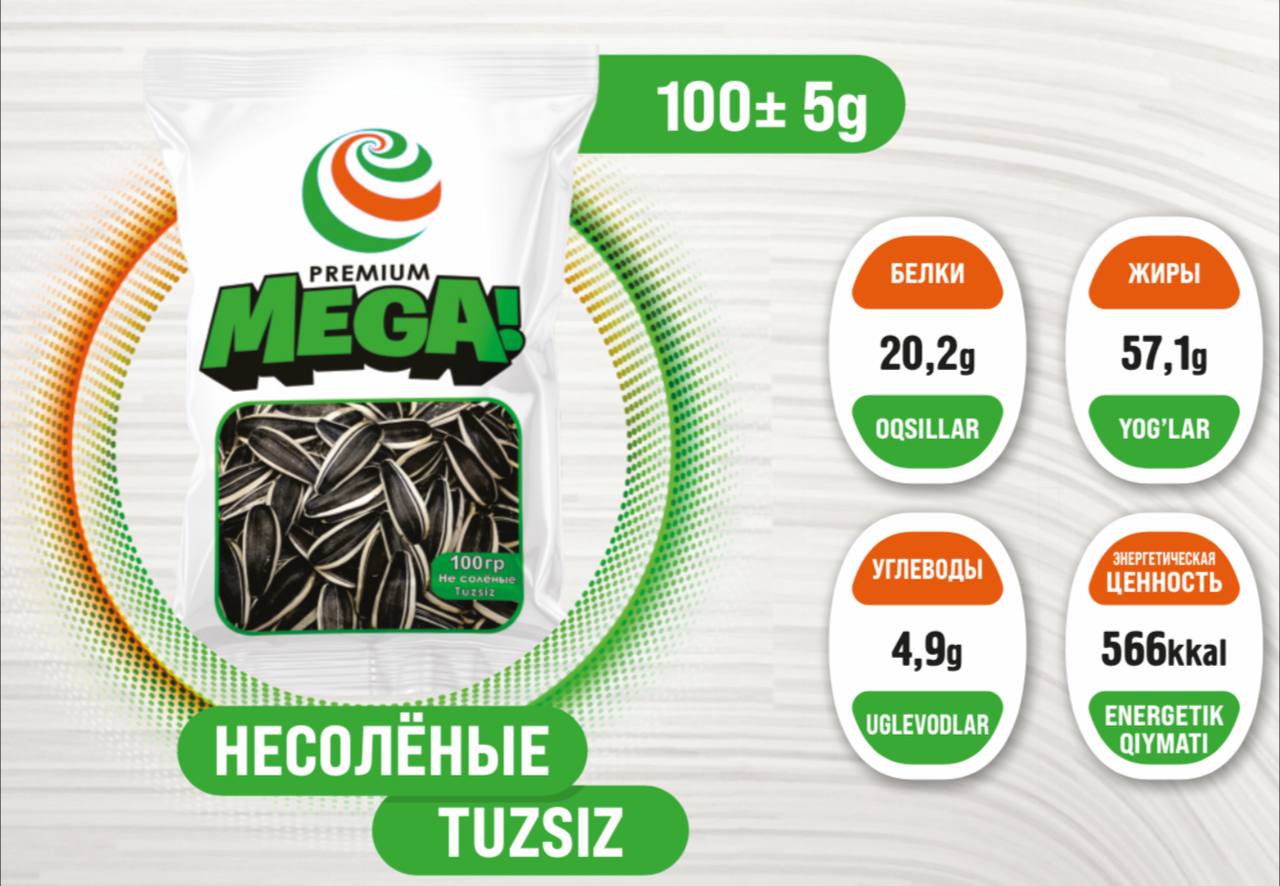 100± 5g
PREMIUM
MEGA!
100гр
Не солёные
Tuzsiz
НЕСОЛЁНЫЕ
TUZSIZ
БЕЛКИ
20,2g
OQSILLAR
ЖИРЫ
57,1g
YOG’LAR
УГЛЕВОДЫ
4,9g
UGLEVODLAR
ЭНЕРГЕТИЧЕСКАЯ
ЦЕННОСТЬ
566kkal
ENERGETIK
QIYMATI